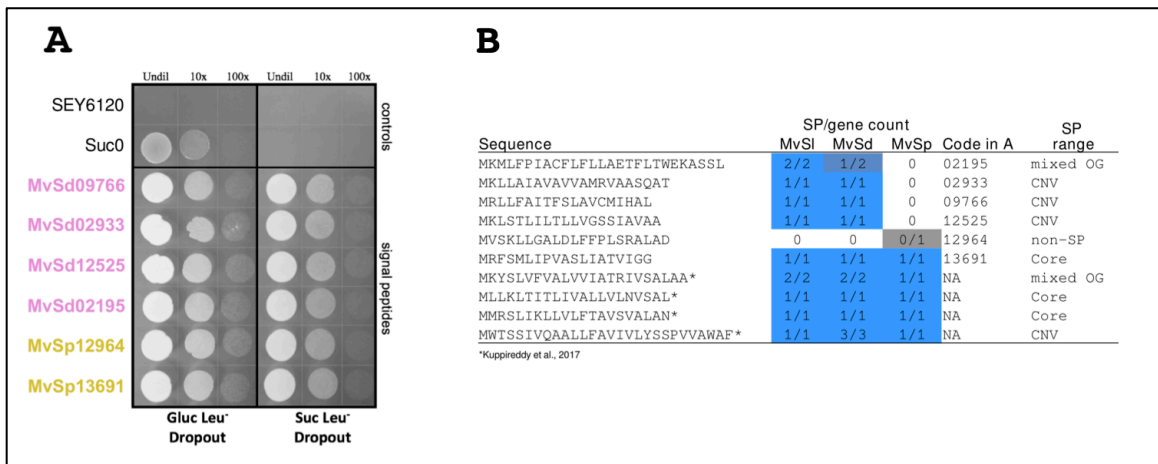 A
Undil 10x 100x Undil 10x 100x
SEY6120
Suc0
controls
MvSd09766
MvSd02933
MvSd12525
MvSd02195
MvSp12964
MvSp13691
signal peptides
Gluc Leu⁻ Dropout
Suc Leu⁻ Dropout
B
SP/gene count
Sequence MvSl MvSd MvSp Code in A SP range
MKMLFPIACFLFLLAETFLTWEKASSL 2/2 1/2 0 02195 mixed OG
MKLLAIAVAVVAMRVAASQAT 1/1 1/1 0 02933 CNV
MRLLFAITFSLAVCMIHAL 1/1 1/1 0 09766 CNV
MKLSTLILTLLVGSSIAVAA 1/1 1/1 0 12525 CNV
MVSKLLGALDLFFPLSRALAD 0 0 0/1 12964 non-SP
MRFSMLIPVASLIATVIGG 1/1 1/1 1/1 13691 Core
MKYSLVFVALVVIATRIVSALAA* 2/2 2/2 1/1 NA mixed OG
MLLKLTITLIVALLVLNVSAL* 1/1 1/1 1/1 NA Core
MMRSLIKLLVLFTAVSVALAN* 1/1 1/1 1/1 NA Core
MWTSSIVQAALLFAVIVLYSSPVVAWAF* 1/1 3/3 1/1 NA CNV
*Kuppireddy et al., 2017